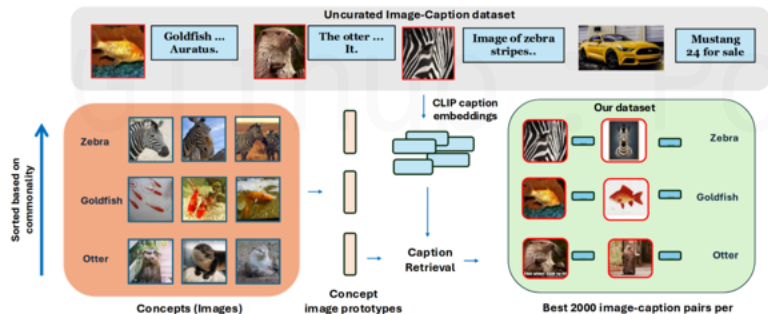 Uncurated Image-Caption dataset
Goldfish ...
Auratus.
The otter ...
It.
Image of zebra
stripes..
Mustang
24 for sale
CLIP caption
embeddings
Our dataset
Sorted based on
commonality
Zebra
Goldfish
Otter
Caption
Retrieval
Zebra
Goldfish
Otter
Concepts (Images)
Concept
image prototypes
Best 2000 image-caption pairs per